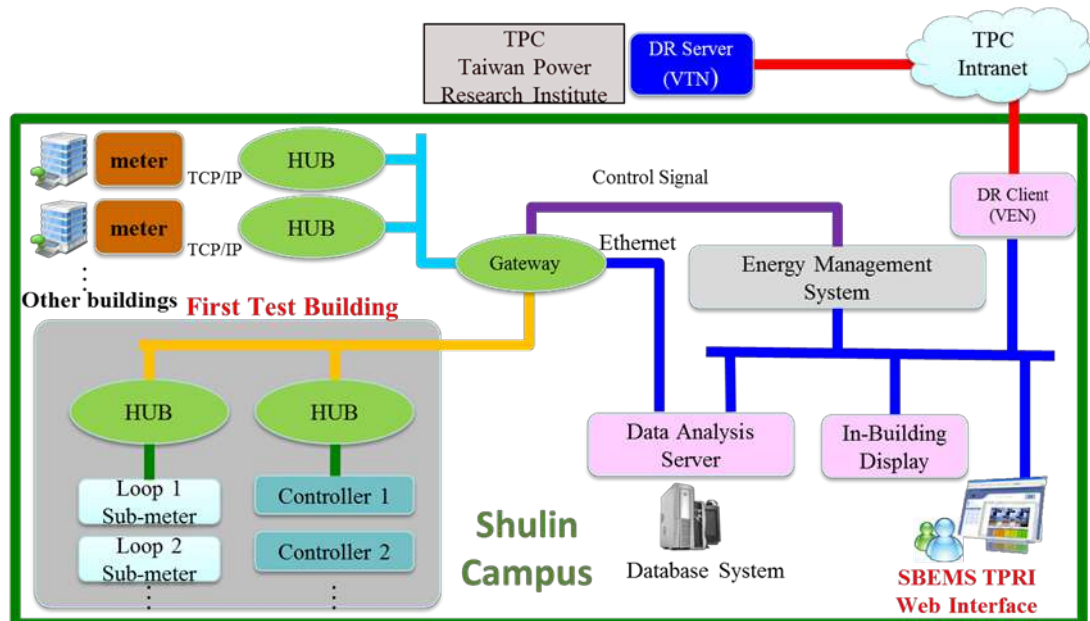 TPC
Taiwan Power
Research Institute
DR Server
(VTN)
TPC
Intranet
meter
TCP/IP
HUB
Control Signal
DR Client
(VEN)
meter
TCP/IP
HUB
Ethernet
Gateway
Energy Management
System
Other buildings
First Test Building
HUB
HUB
Data Analysis
Server
In-Building
Display
Loop 1
Sub-meter
Controller 1
Loop 2
Sub-meter
Controller 2
Shulin
Campus
Database System
SBEMS TPRI
Web Interface